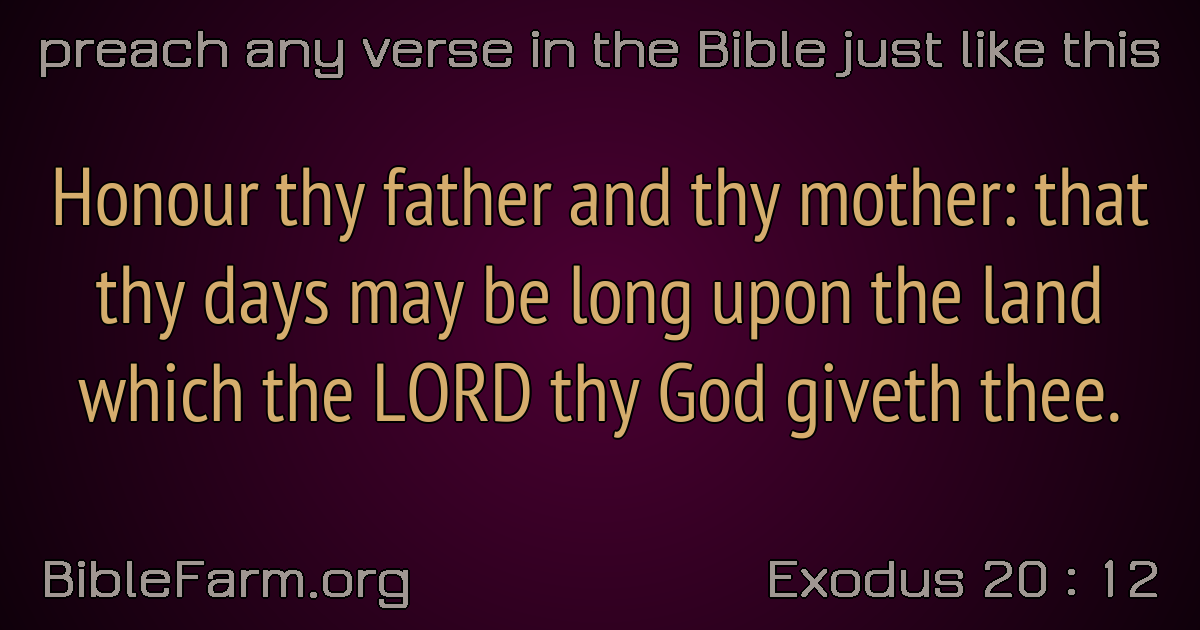 preach any verse in the Bible just like this
Honour thy father and thy mother: that
thy days may be long upon the land
which the LORD thy God giveth thee.
BibleFarm.org
Exodus 20 : 12